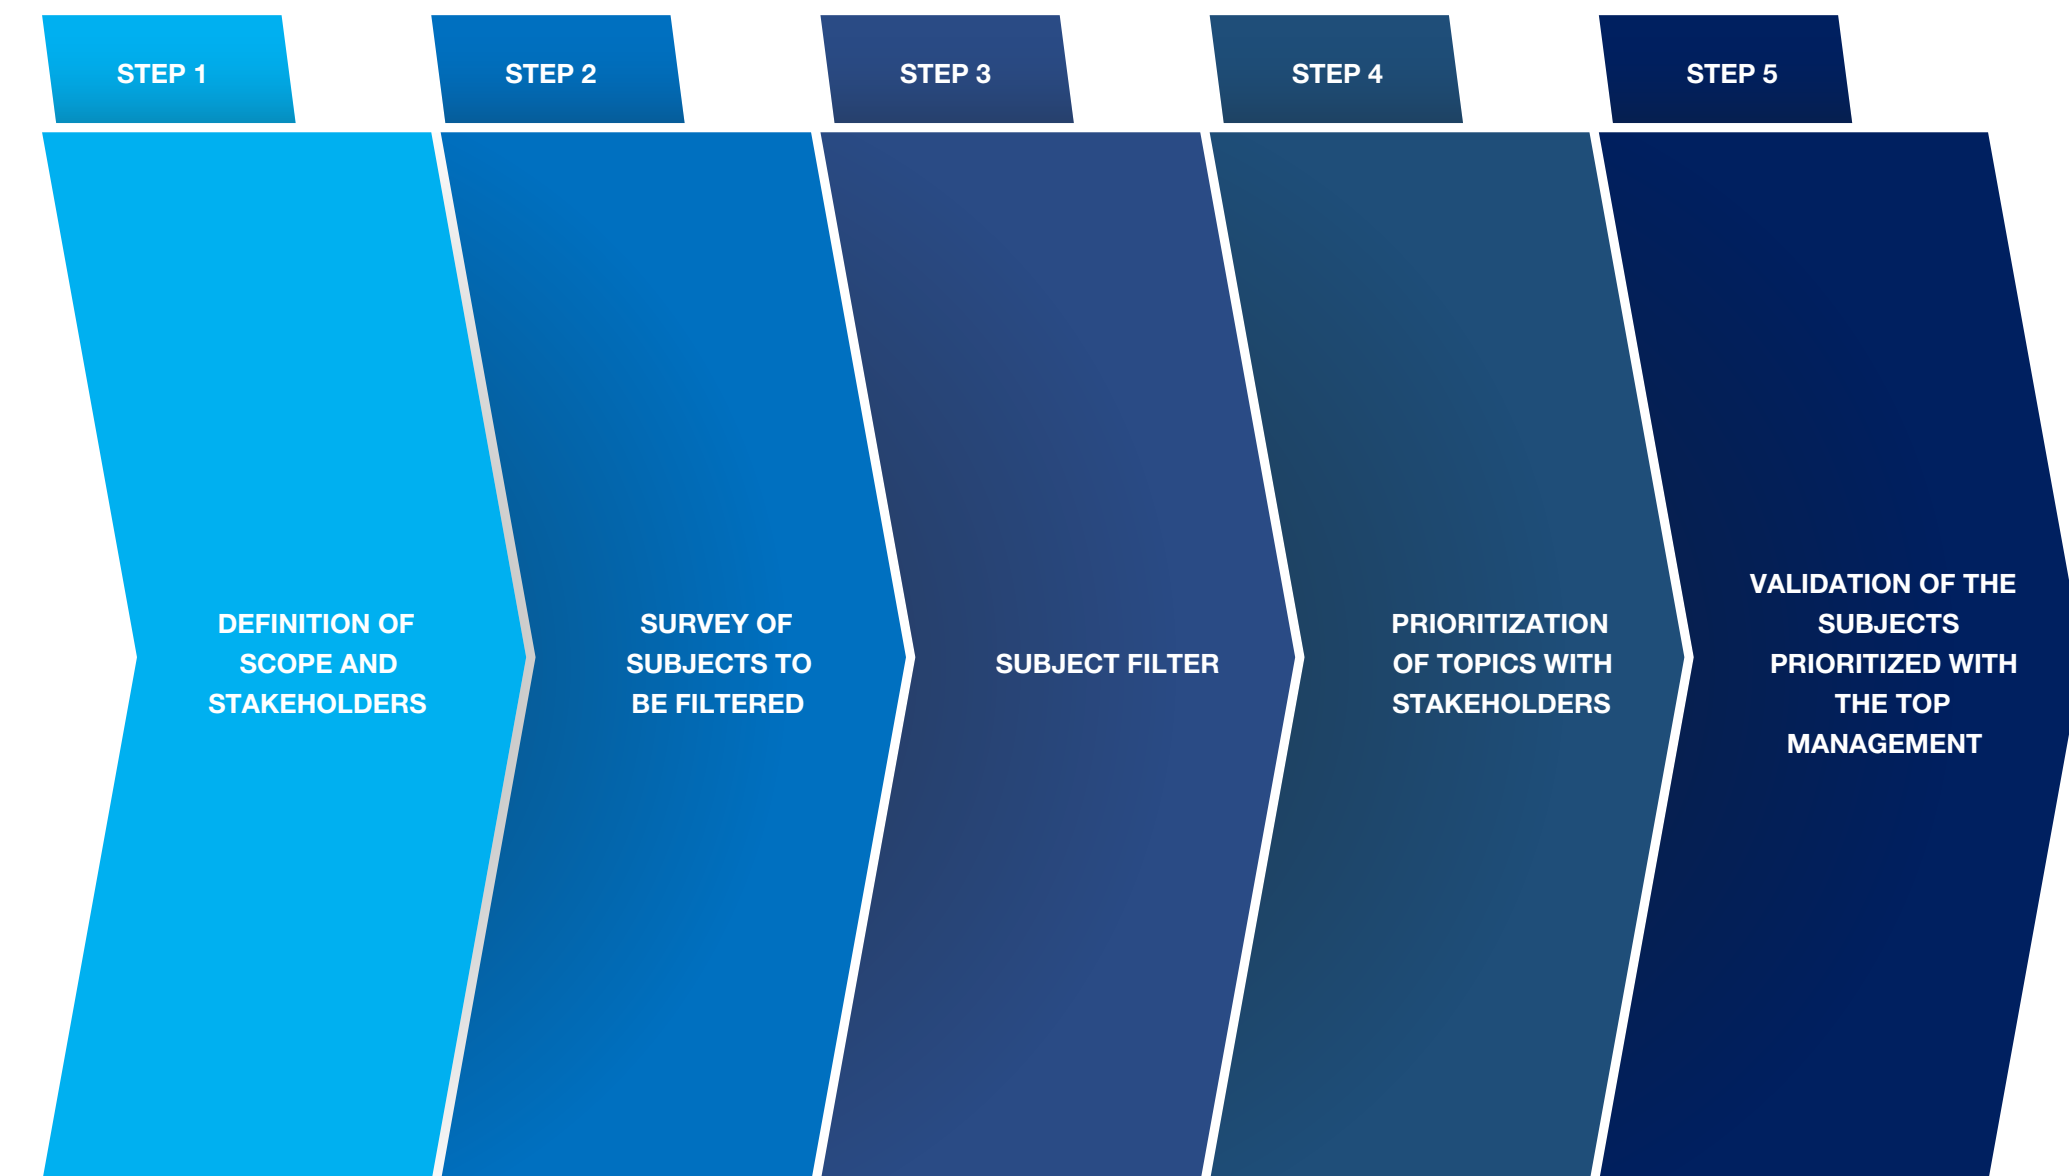 STEP 1
STEP 2
STEP 3
STEP 4
STEP 5
DEFINITION OF
SCOPE AND
STAKEHOLDERS
SURVEY OF
SUBJECTS TO
BE FILTERED
SUBJECT FILTER
PRIORITIZATION
OF TOPICS WITH
STAKEHOLDERS
VALIDATION OF THE
SUBJECTS
PRIORITIZED WITH
THE TOP
MANAGEMENT